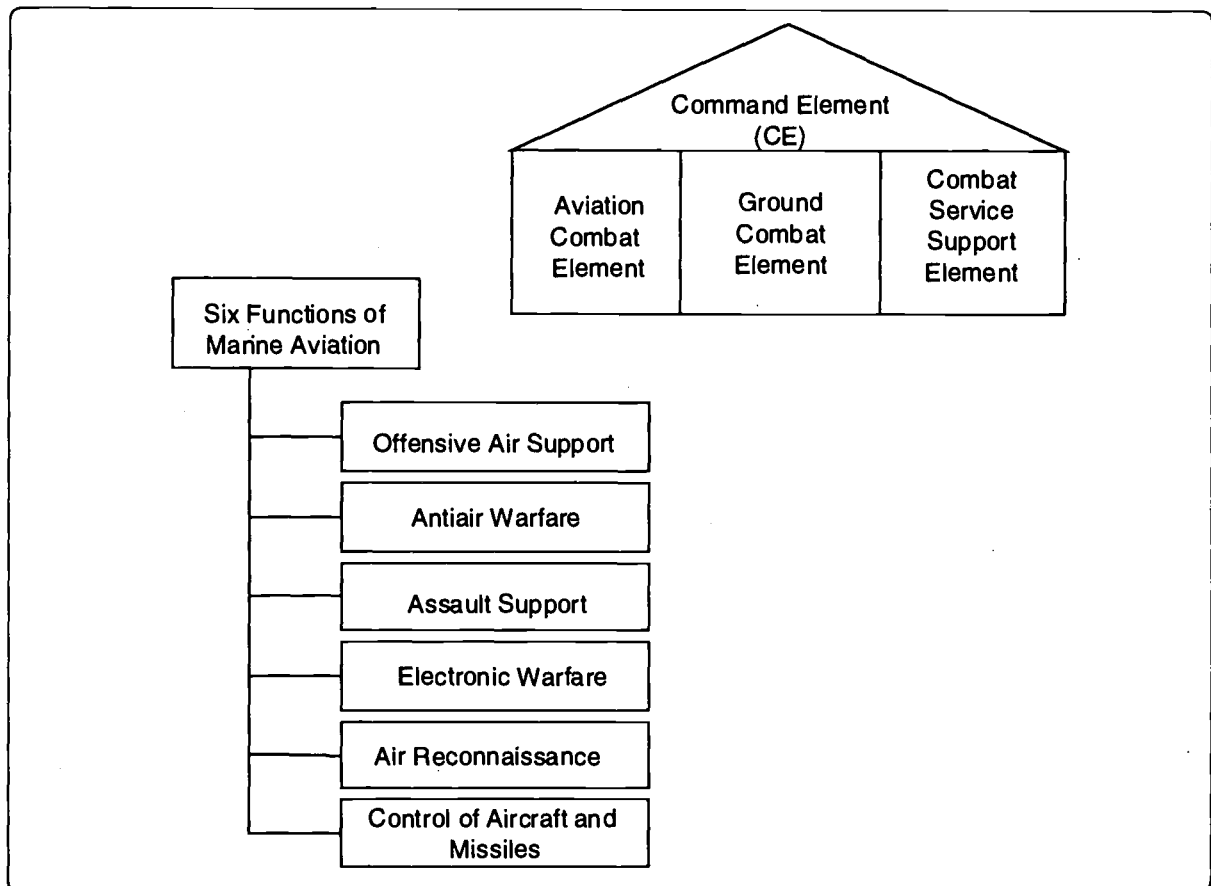 Command Element
(CE)
Aviation
Combat
Element
Ground
Combat
Element
Combat
Service
Support
Element
Six Functions of
Marine Aviation
Offensive Air Support
Antiair Warfare
Assault Support
Electronic Warfare
Air Reconnaissance
Control of Aircraft and
Missiles